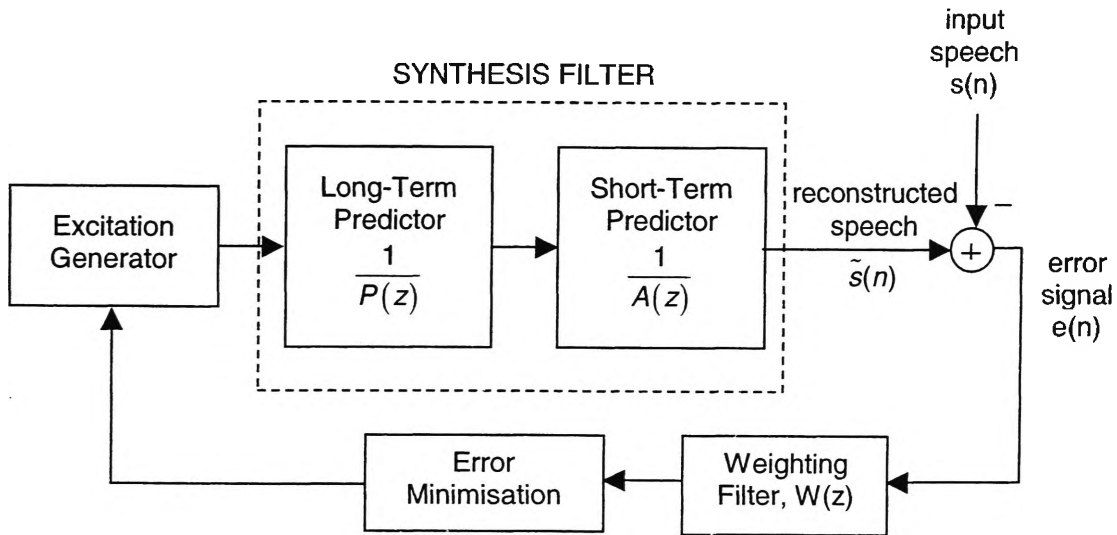 input
speech
s(n)
SYNTHESIS FILTER
Excitation
Generator
Long-Term
Predictor
1
P(z)
Short-Term
Predictor
1
A(z)
reconstructed
speech
s̃(n)
−
+
error
signal
e(n)
Error
Minimisation
Weighting
Filter, W(z)